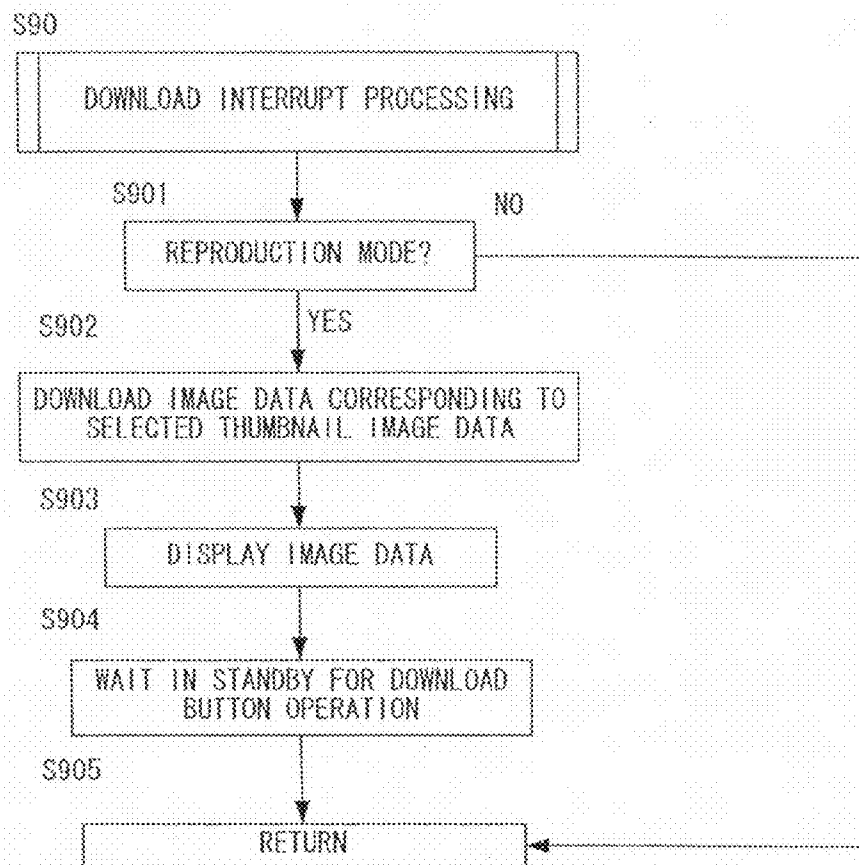 S90
DOWNLOAD INTERRUPT PROCESSING
S901
NO
REPRODUCTION MODE?
YES
S902
DOWNLOAD IMAGE DATA CORRESPONDING TO
SELECTED THUMBNAIL IMAGE DATA
S903
DISPLAY IMAGE DATA
S904
WAIT IN STANDBY FOR DOWNLOAD
BUTTON OPERATION
S905
RETURN